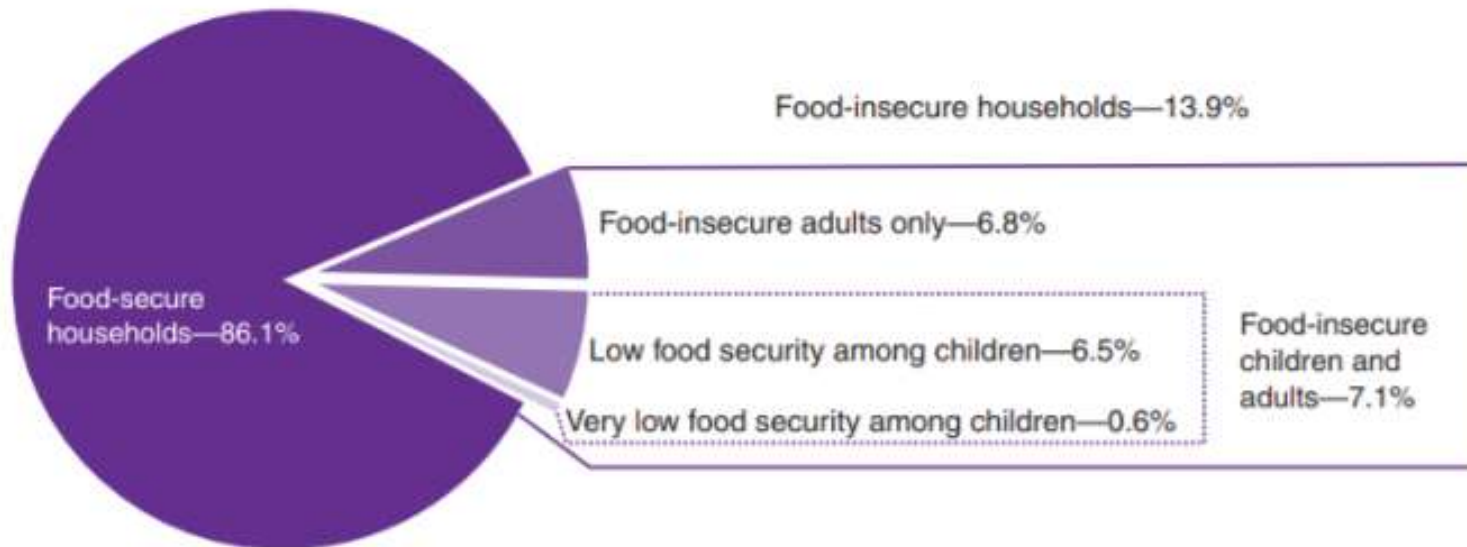 Food-insecure households—13.9%
Food-insecure adults only—6.8%
Food-secure
households—86.1%
Low food security among children—6.5%
Very low food security among children—0.6%
Food-insecure
children and
adults—7.1%